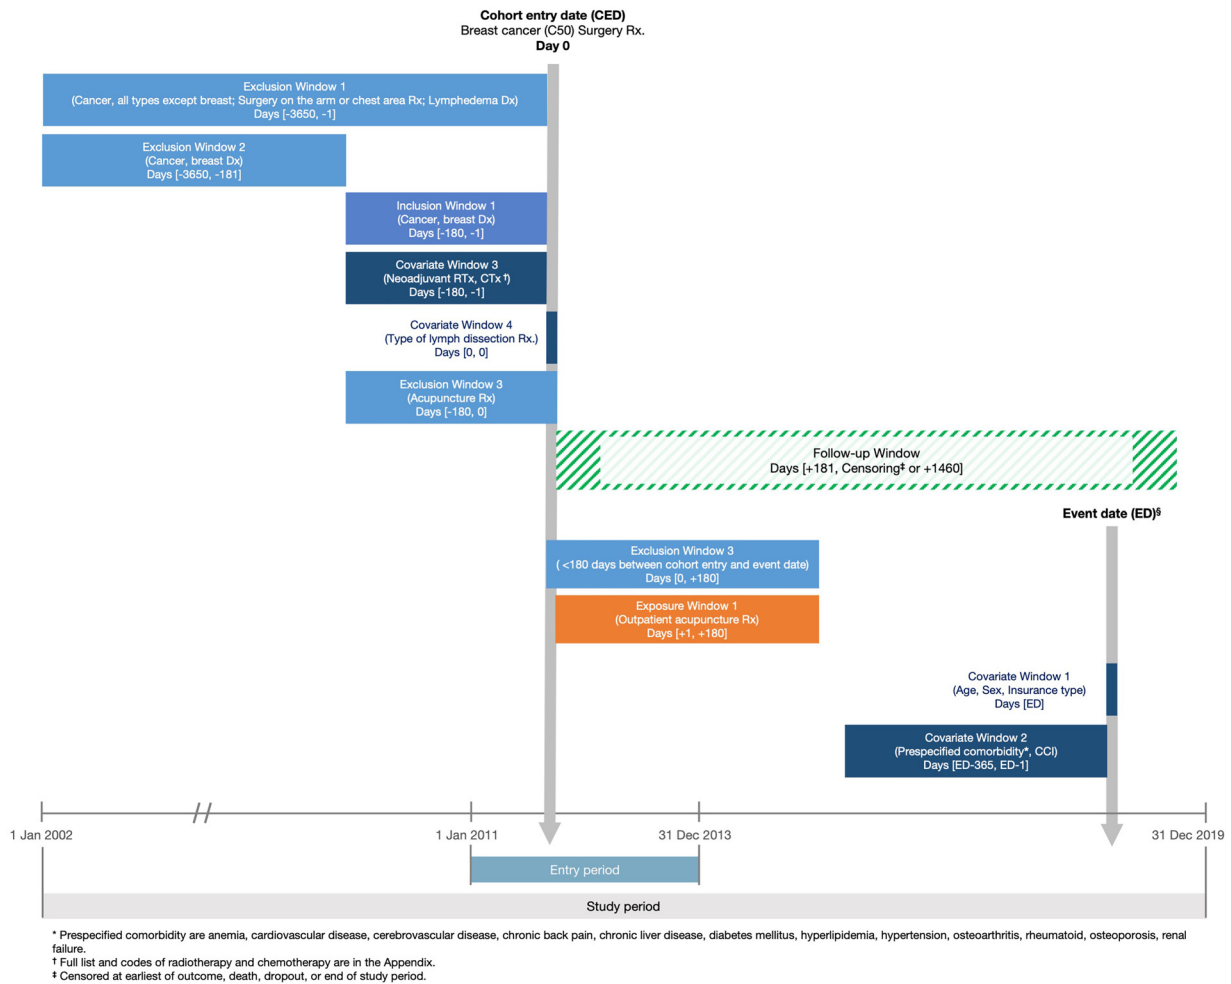 Cohort entry date (CED)
Breast cancer (C50) Surgery Rx.
Day 0
Exclusion Window 1
(Cancer, all types except breast; Surgery on the arm or chest area Rx; Lymphedema Dx)
Days [-3650, -1]
Exclusion Window 2
(Cancer, breast Dx)
Days [-3650, -181]
Inclusion Window 1
(Cancer, breast Dx)
Days [-180, -1]
Covariate Window 3
(Neoadjuvant RTx, CTx †)
Days [-180, -1]
Covariate Window 4
(Type of lymph dissection Rx.)
Days [0, 0]
Exclusion Window 3
(Acupuncture Rx)
Days [-180, 0]
Follow-up Window
Days [+181, Censoring‡ or +1460]
Event date (ED)§
Exclusion Window 3
( <180 days between cohort entry and event date)
Days [0, +180]
Exposure Window 1
(Outpatient acupuncture Rx)
Days [+1, +180]
Covariate Window 1
(Age, Sex, Insurance type)
Days [ED]
Covariate Window 2
(Prespecified comorbidity*, CCI)
Days [ED-365, ED-1]
1 Jan 2002
1 Jan 2011
31 Dec 2013
31 Dec 2019
Entry period
Study period
* Prespecified comorbidity are anemia, cardiovascular disease, cerebrovascular disease, chronic back pain, chronic liver disease, diabetes mellitus, hyperlipidemia, hypertension, osteoarthritis, rheumatoid, osteoporosis, renal
failure.
† Full list and codes of radiotherapy and chemotherapy are in the Appendix.
‡ Censored at earliest of outcome, death, dropout, or end of study period.